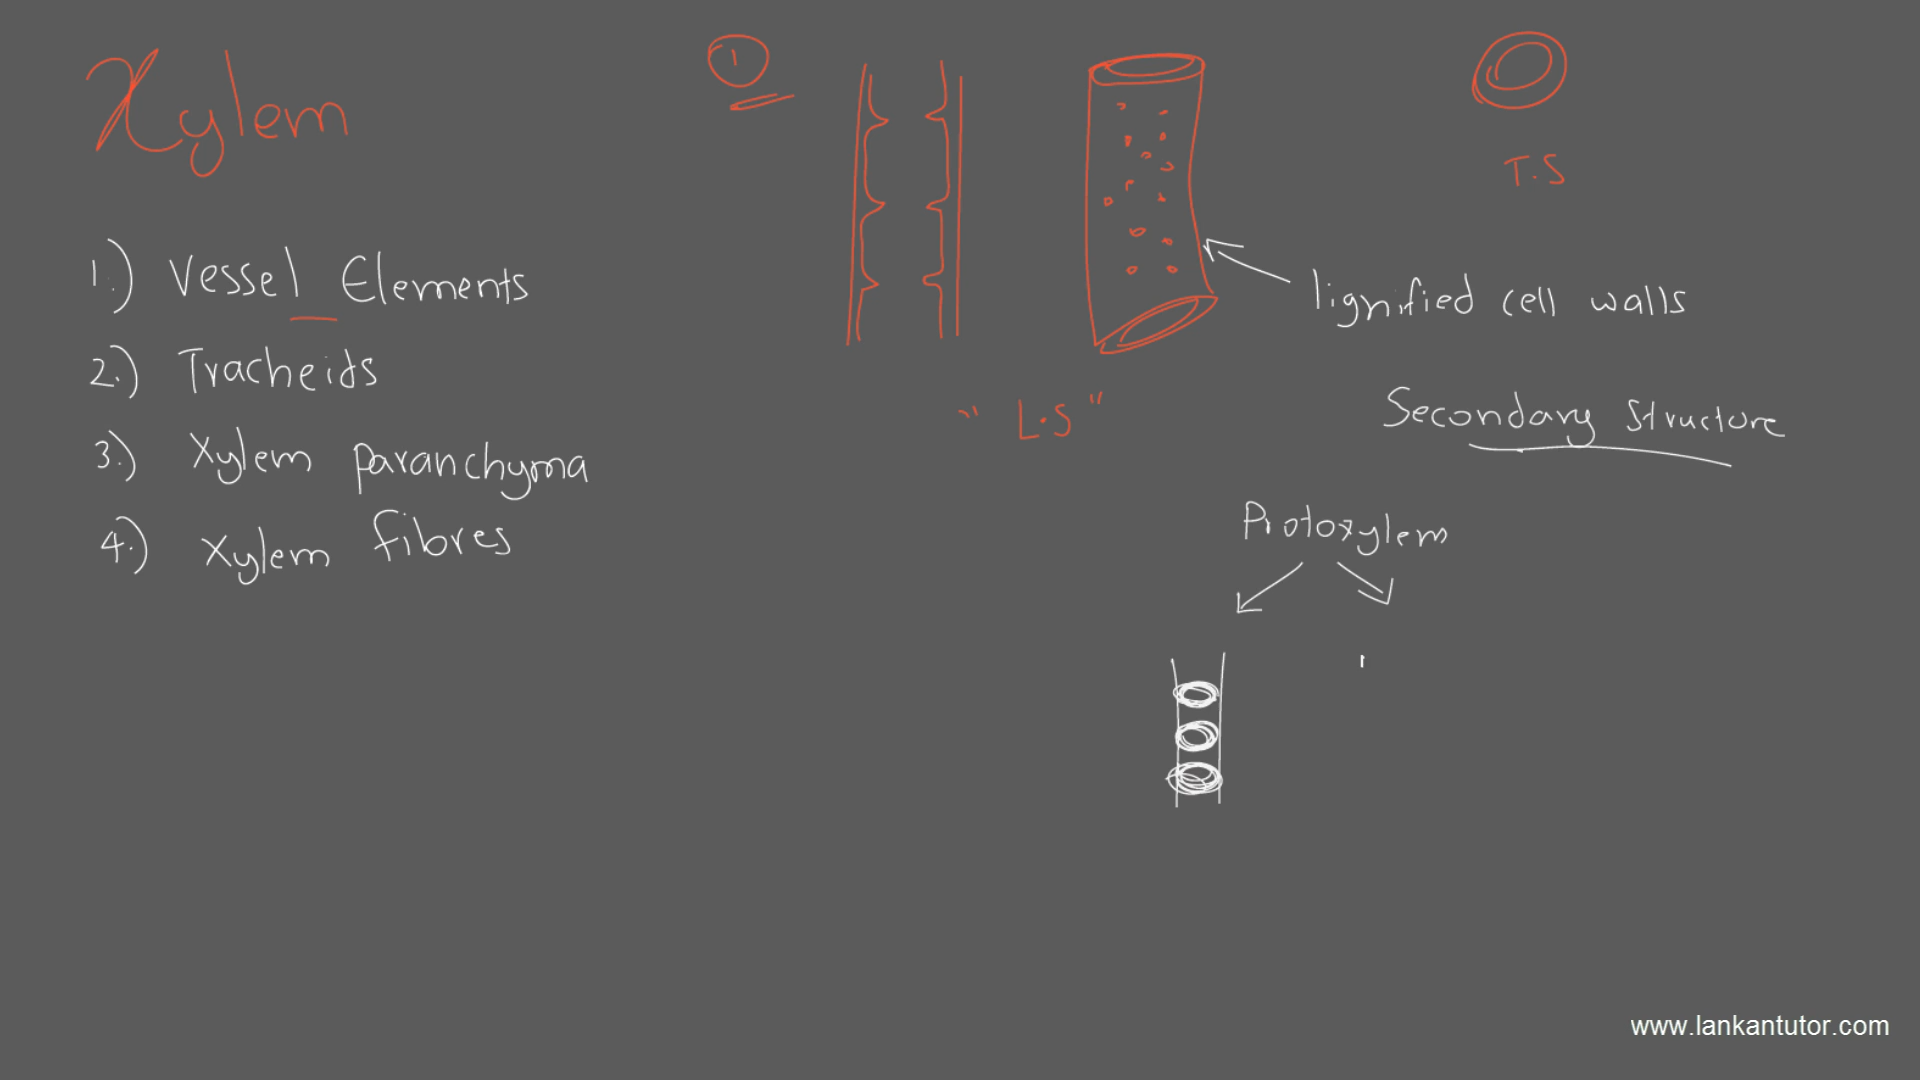 Xylem
1.) Vessel Elements
2.) Tracheids
3.) Xylem paranchyma
4.) Xylem fibres
1
"L.S"
T.S
lignified cell walls
Secondary structure
Protoxylem
www.lankantutor.com